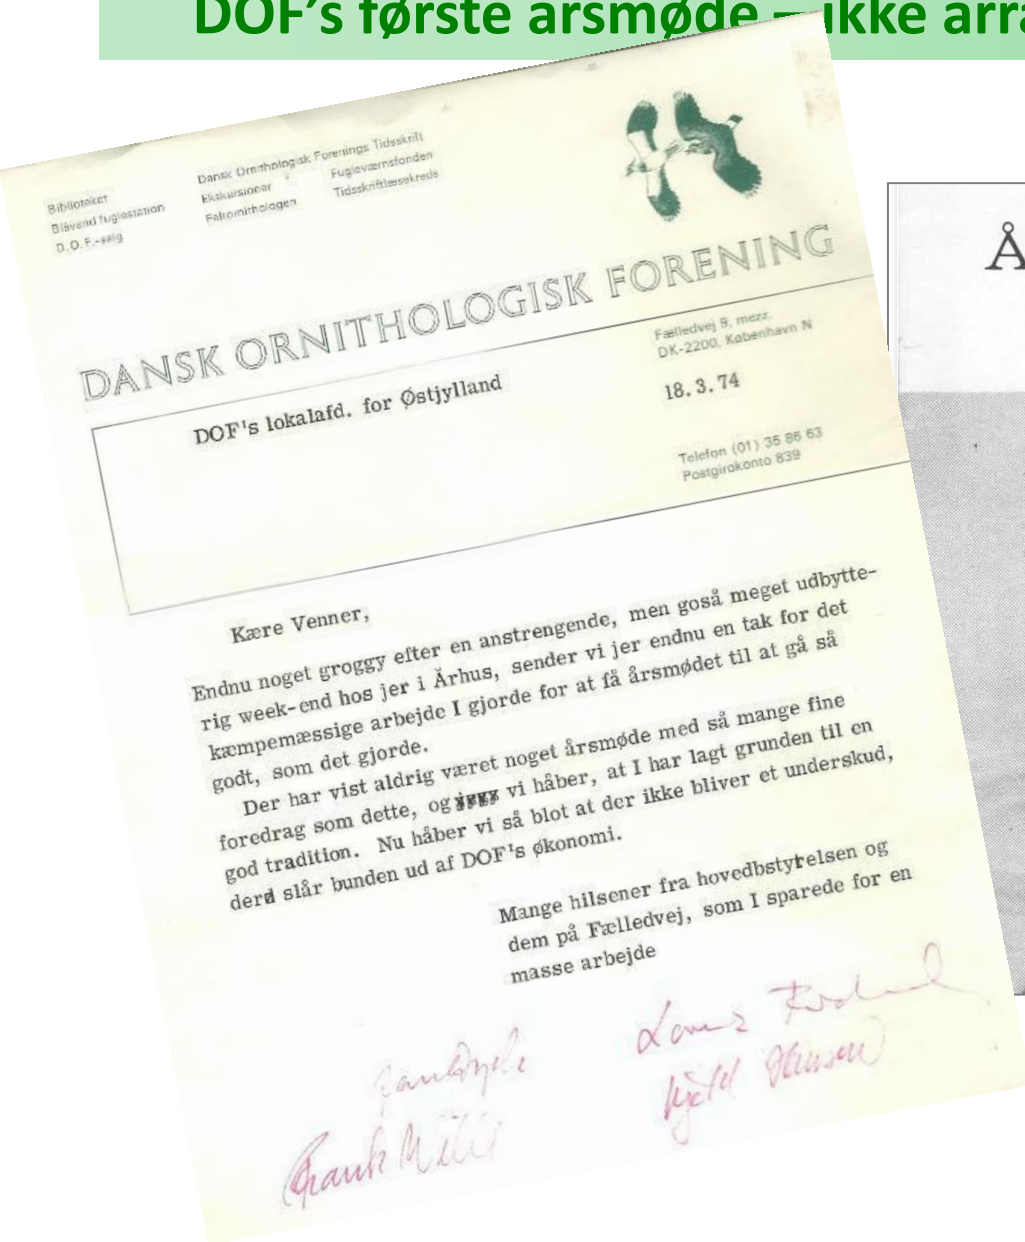 DOF's første årsmøde – ikke
Dansk Ornithologisk Forenings Tidsskrift
Biblioteket Ekskursioner Fugleværnsfonden
Blåvand fuglestation Feltornithologen Tidsskriftlæsekreds
D.O.F.-salg
DANSK ORNITHOLOGISK FORENING
Fælledvej 9, mezz.
DK-2200, København N
DOF's lokalafd. for Østjylland
18.3.74
Telefon (01) 35 86 63
Postgirokonto 839
Kære Venner,
Endnu noget groggy efter en anstrengende, men goså meget udbytte-
rig week-end hos jer i Århus, sender vi jer endnu en tak for det
kæmpemæssige arbejde I gjorde for at få årsmødet til at gå så
godt, som det gjorde.
Der har vist aldrig været noget årsmøde med så mange fine
foredrag som dette, og vi håber, at I har lagt grunden til en
god tradition. Nu håber vi så blot at der ikke bliver et underskud,
der slår bunden ud af DOF's økonomi.
Mange hilsener fra hovedbstyrelsen og
dem på Fælledvej, som I sparede for en
masse arbejde
Kjeld Hansen
Frank
Å